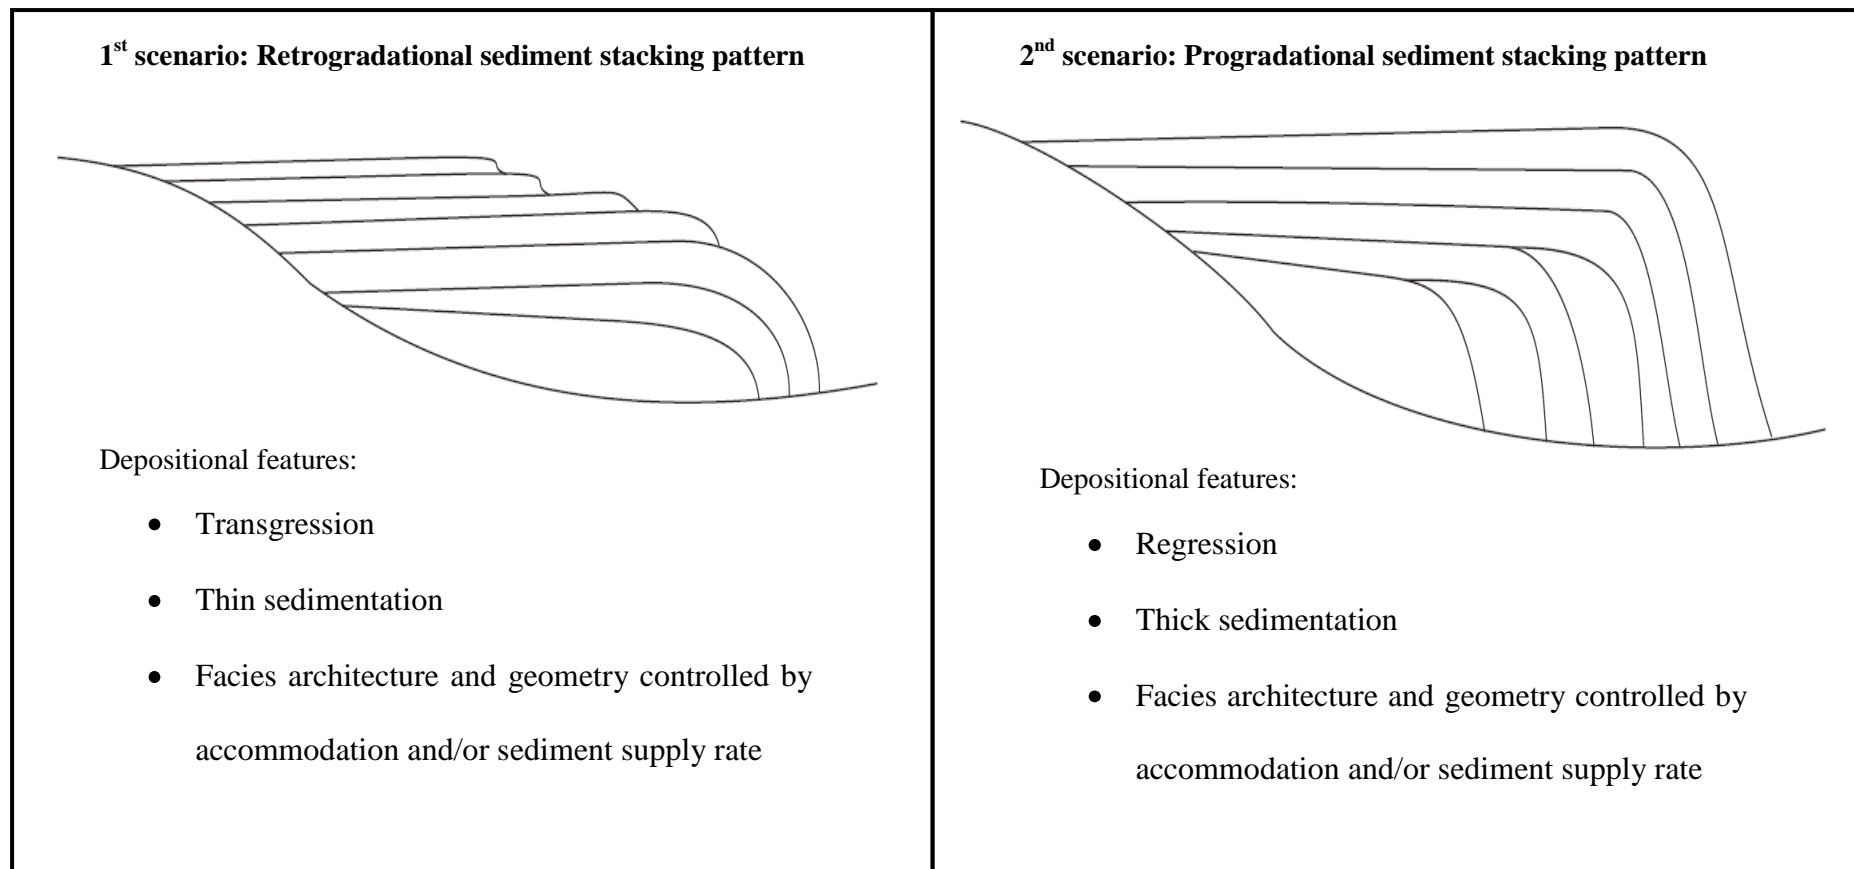 1st scenario: Retrogradational sediment stacking pattern
Depositional features:
• Transgression
• Thin sedimentation
• Facies architecture and geometry controlled by
accommodation and/or sediment supply rate
2nd scenario: Progradational sediment stacking pattern
Depositional features:
• Regression
• Thick sedimentation
• Facies architecture and geometry controlled by
accommodation and/or sediment supply rate